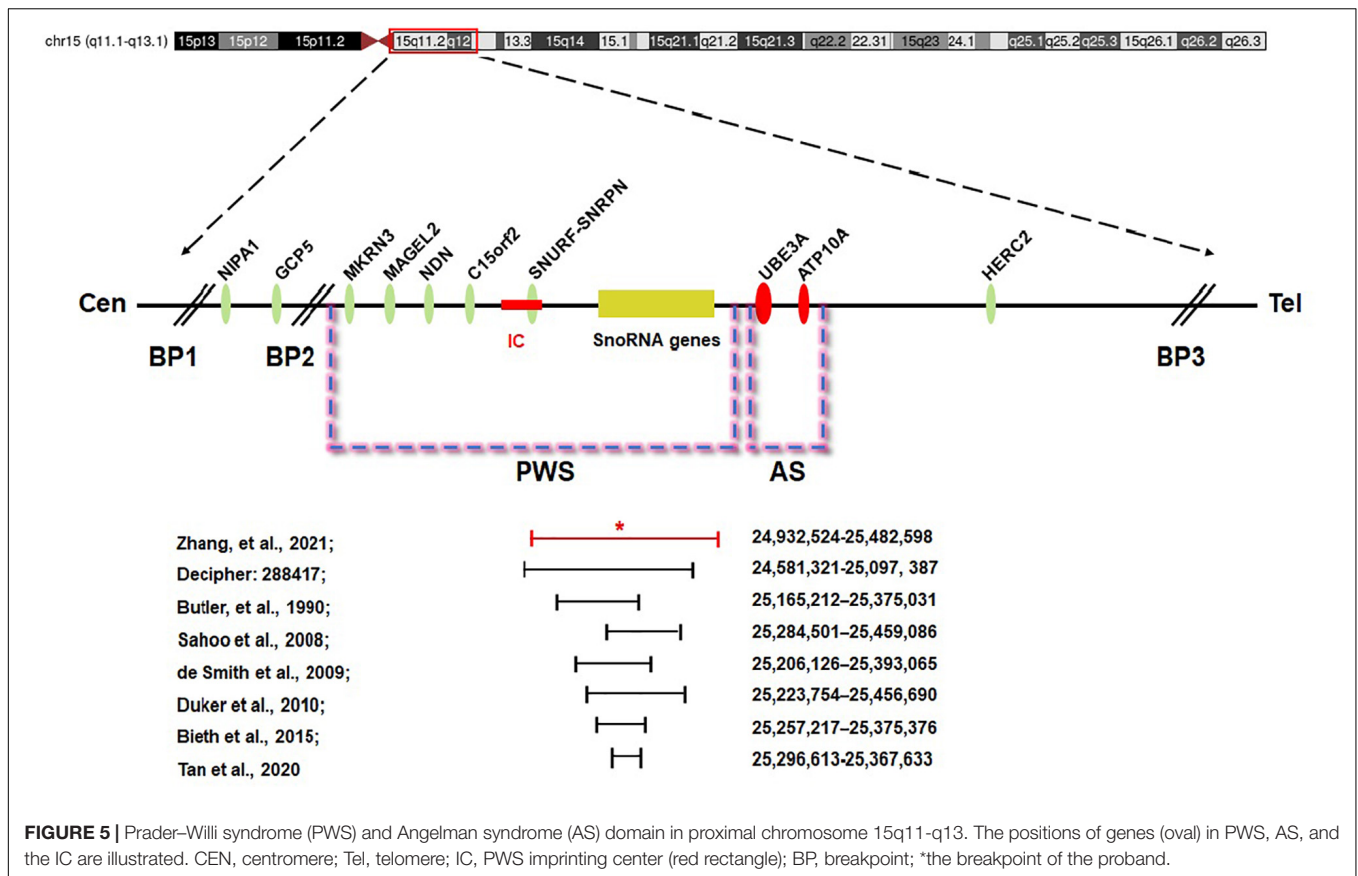 chr15 (q11.1-q13.1) 15p13 15p12 15p11.2 15q11.2 q12 13.3 15q14 15.1 15q21.1 q21.2 15q21.3 q22.2 22.31 15q23 24.1 q25.1 q25.2 q25.3 15q26.1 q26.2 q26.3
NIPA1 GCP5 MKRN3 MAGEL2 NDN C15orf2 SNURF-SNRPN UBE3A ATP10A HERC2
Cen Tel
IC SnoRNA genes
BP1 BP2 BP3
PWS AS
*
Zhang, et al., 2021; 24,932,524-25,482,598
Decipher: 288417; 24,581,321-25,097, 387
Butler, et al., 1990; 25,165,212–25,375,031
Sahoo et al., 2008; 25,284,501–25,459,086
de Smith et al., 2009; 25,206,126–25,393,065
Duker et al., 2010; 25,223,754–25,456,690
Bieth et al., 2015; 25,257,217–25,375,376
Tan et al., 2020 25,296,613-25,367,633
FIGURE 5 | Prader–Willi syndrome (PWS) and Angelman syndrome (AS) domain in proximal chromosome 15q11-q13. The positions of genes (oval) in PWS, AS, and
the IC are illustrated. CEN, centromere; Tel, telomere; IC, PWS imprinting center (red rectangle); BP, breakpoint; *the breakpoint of the proband.